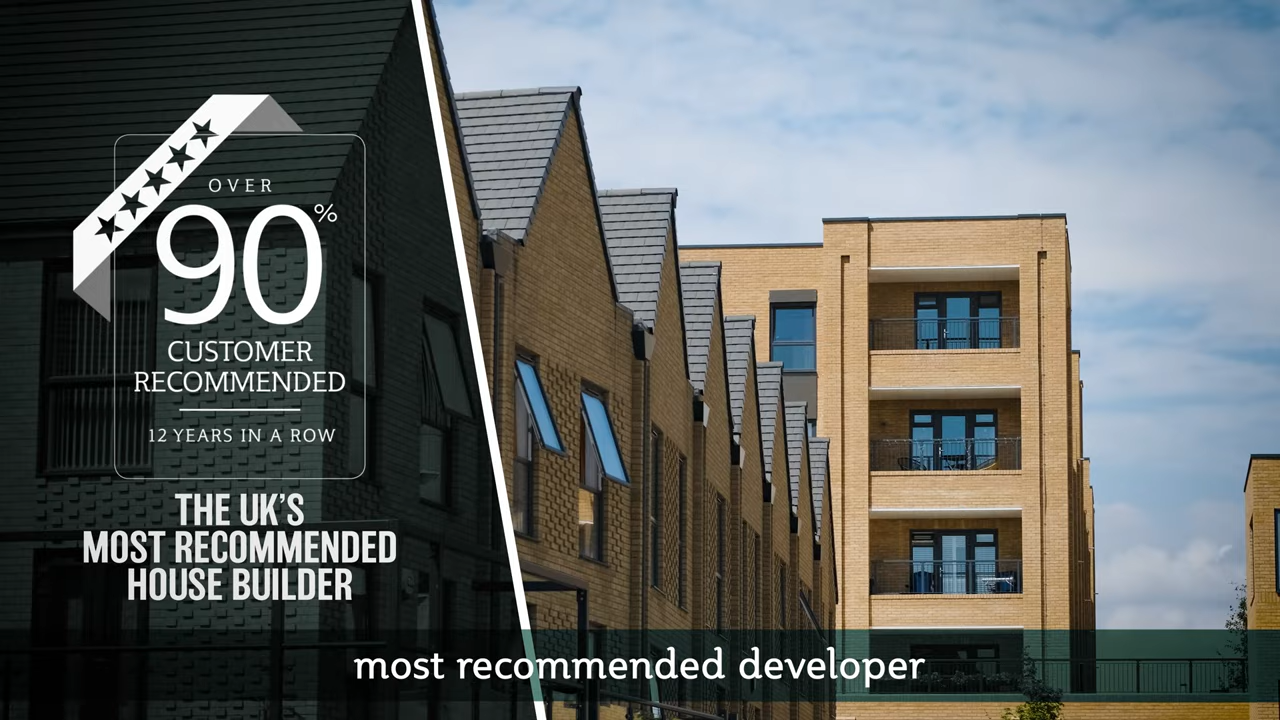 OVER
90%
CUSTOMER
RECOMMENDED
12 YEARS IN A ROW
THE UK'S
MOST RECOMMENDED
HOUSE BUILDER
most recommended developer